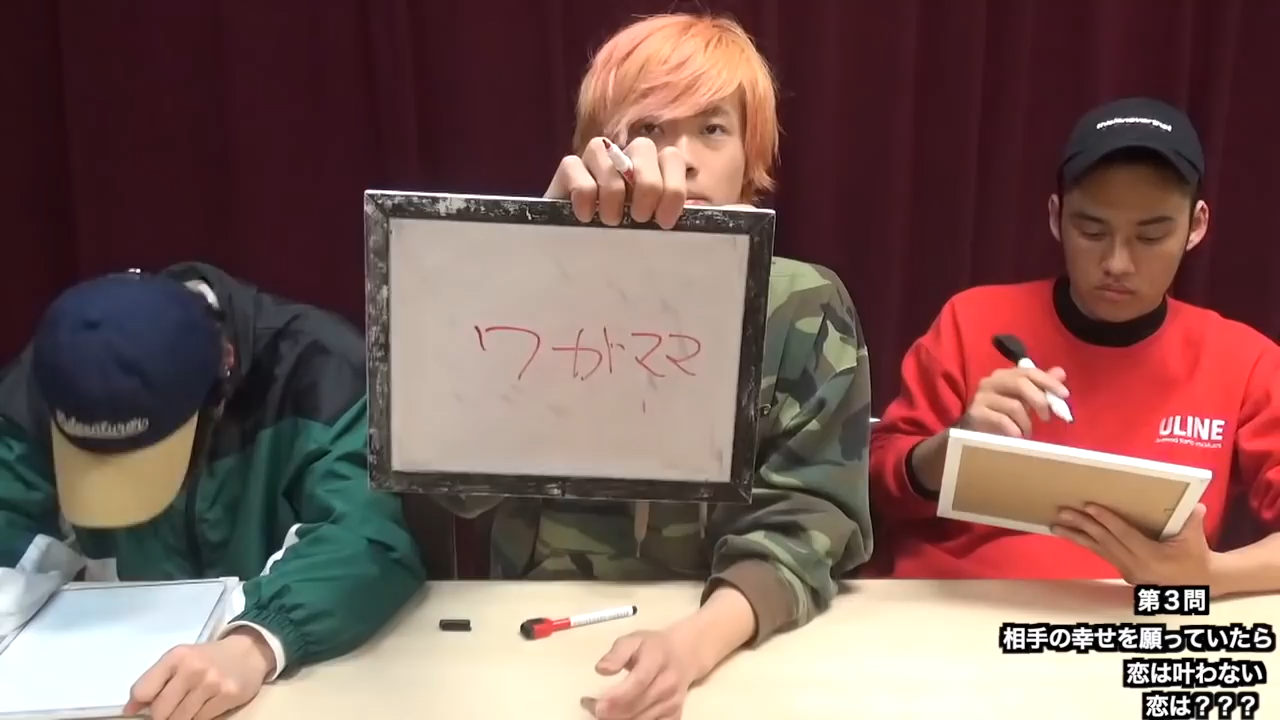 ワガママ
thisisneverthat
ULINE
第3問
相手の幸せを願っていたら
恋は叶わない
恋は???